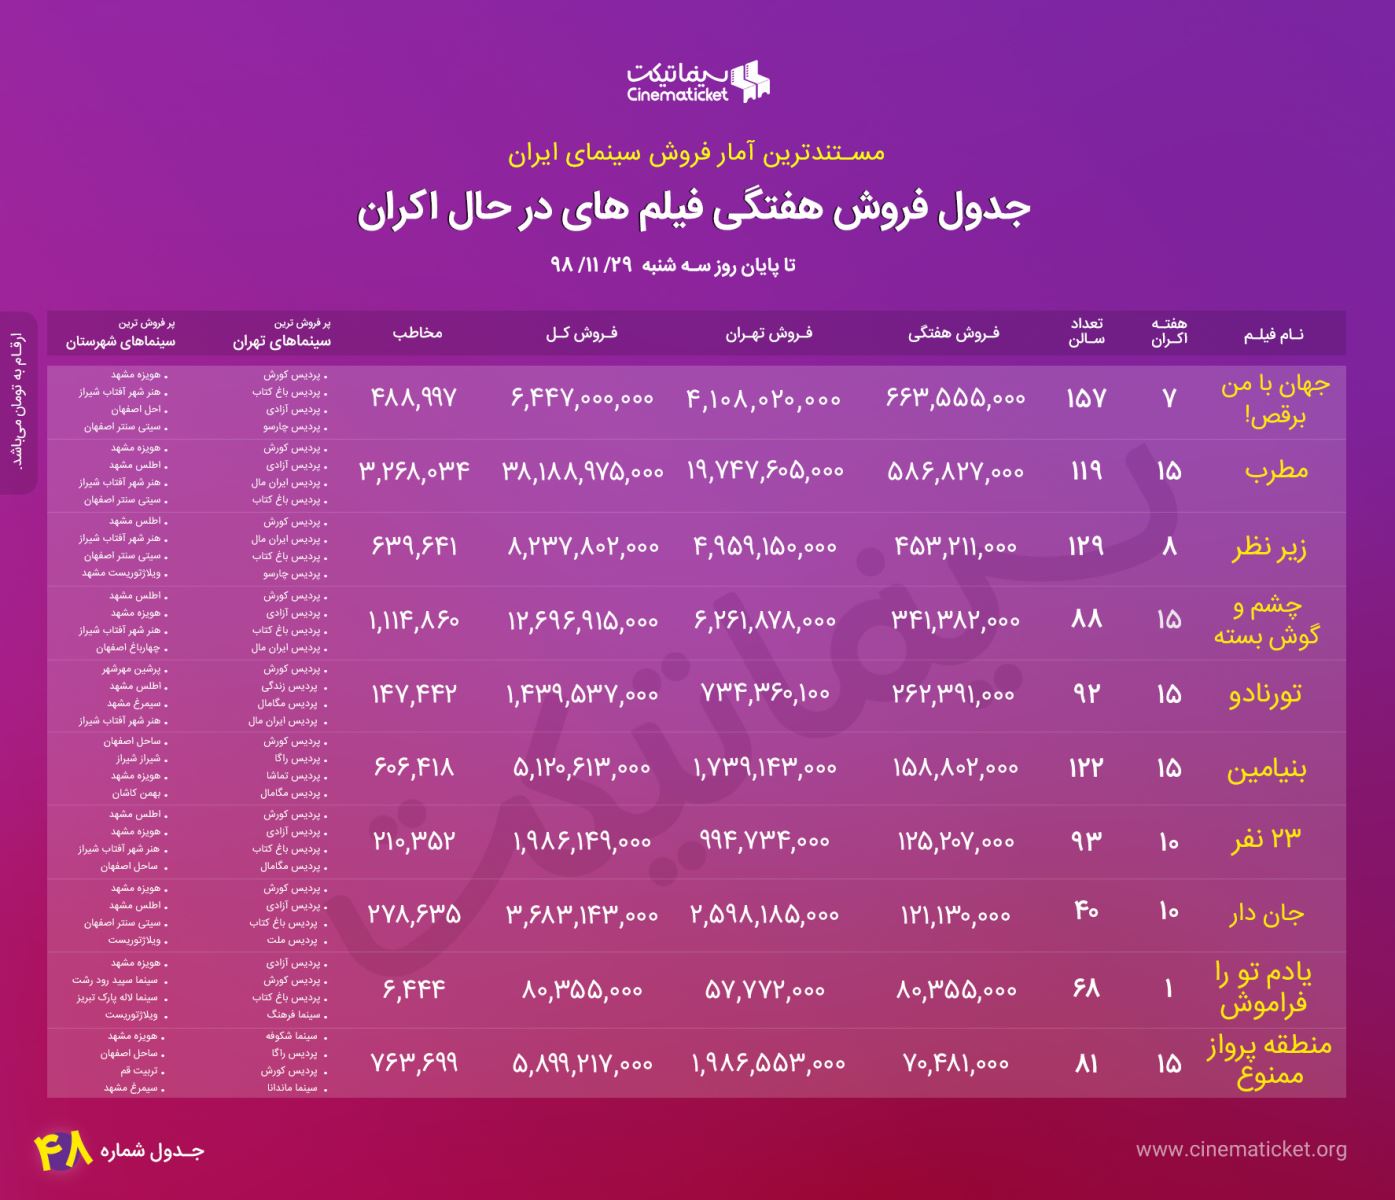 سینماتیکت
Cinematicket
مستندترین آمار فروش سینمای ایران
جدول فروش هفتگی فیلم های در حال اکران
تا پایان روز سه شنبه ۹۸/۱۱/۲۹
ارقام به تومان می‌باشد.
نام فیلم | هفته اکران | تعداد سالن | فروش هفتگی | فروش تهران | فروش کل | مخاطب | پر فروش ترین سینماهای تهران | پر فروش ترین سینماهای شهرستان
جهان با من برقص! | ۷ | ۱۵۷ | ۶۶۳,۵۵۵,۰۰۰ | ۴,۱۰۸,۰۲۰,۰۰۰ | ۶,۴۴۷,۰۰۰,۰۰۰ | ۴۸۸,۹۹۷
پردیس کورش | هویزه مشهد
پردیس باغ کتاب | هنر شهر آفتاب شیراز
پردیس آزادی | احل اصفهان
پردیس چارسو | سیتی سنتر اصفهان
مطرب | ۱۵ | ۱۱۹ | ۵۸۶,۸۲۷,۰۰۰ | ۱۹,۷۴۷,۶۰۵,۰۰۰ | ۳۸,۱۸۸,۹۷۵,۰۰۰ | ۳,۲۶۸,۰۳۴
پردیس کورش | هویزه مشهد
پردیس آزادی | اطلس مشهد
پردیس ایران مال | هنر شهر آفتاب شیراز
پردیس باغ کتاب | سیتی سنتر اصفهان
زیر نظر | ۸ | ۱۲۹ | ۴۵۳,۲۱۱,۰۰۰ | ۴,۹۵۹,۱۵۰,۰۰۰ | ۸,۲۳۷,۸۰۲,۰۰۰ | ۶۳۹,۶۴۱
پردیس کورش | اطلس مشهد
پردیس ایران مال | هنر شهر آفتاب شیراز
پردیس باغ کتاب | سیتی سنتر اصفهان
پردیس چارسو | ویلاژتوریست مشهد
چشم و گوش بسته | ۱۵ | ۸۸ | ۳۴۱,۳۸۲,۰۰۰ | ۶,۲۶۱,۸۷۸,۰۰۰ | ۱۲,۶۹۶,۹۱۵,۰۰۰ | ۱,۱۱۴,۸۶۰
پردیس کورش | اطلس مشهد
پردیس آزادی | هویزه مشهد
پردیس باغ کتاب | هنر شهر آفتاب شیراز
پردیس ایران مال | چهارباغ اصفهان
تورنادو | ۱۵ | ۹۲ | ۲۶۲,۳۹۱,۰۰۰ | ۷۳۴,۳۶۰,۱۰۰ | ۱,۴۳۹,۵۳۷,۰۰۰ | ۱۴۷,۴۴۲
پردیس کورش | پرشین مهرشهر
پردیس زندگی | اطلس مشهد
پردیس مگامال | سیمرغ مشهد
پردیس ایران مال | هنر شهر آفتاب شیراز
بنیامین | ۱۵ | ۱۲۲ | ۱۵۸,۸۰۲,۰۰۰ | ۱,۷۳۹,۱۴۳,۰۰۰ | ۵,۱۲۰,۶۱۳,۰۰۰ | ۶۰۶,۴۱۸
پردیس کورش | ساحل اصفهان
پردیس راگا | شیراز شیراز
پردیس تماشا | هویزه مشهد
پردیس مگامال | بهمن کاشان
۲۳ نفر | ۱۰ | ۹۳ | ۱۲۵,۲۰۷,۰۰۰ | ۹۹۴,۷۳۴,۰۰۰ | ۱,۹۸۶,۱۴۹,۰۰۰ | ۲۱۰,۳۵۲
پردیس کورش | اطلس مشهد
پردیس آزادی | هویزه مشهد
پردیس باغ کتاب | هنر شهر آفتاب شیراز
پردیس مگامال | ساحل اصفهان
جان دار | ۱۰ | ۴۰ | ۱۲۱,۱۳۰,۰۰۰ | ۲,۵۹۸,۱۸۵,۰۰۰ | ۳,۶۸۳,۱۴۳,۰۰۰ | ۲۷۸,۶۳۵
پردیس کورش | هویزه مشهد
پردیس آزادی | اطلس مشهد
پردیس باغ کتاب | سیتی سنتر اصفهان
پردیس ملت | ویلاژتوریست
یادم تو را فراموش | ۱ | ۶۸ | ۸۰,۳۵۵,۰۰۰ | ۵۷,۷۷۲,۰۰۰ | ۸۰,۳۵۵,۰۰۰ | ۶,۴۴۴
پردیس آزادی | هویزه مشهد
پردیس کورش | سینما سپید رود رشت
پردیس باغ کتاب | سینما لاله پارک تبریز
سینما فرهنگ | ویلاژتوریست
منطقه پرواز ممنوع | ۱۵ | ۸۱ | ۷۰,۴۸۱,۰۰۰ | ۱,۹۸۶,۵۵۳,۰۰۰ | ۵,۸۹۹,۲۱۷,۰۰۰ | ۷۶۳,۶۹۹
سینما شکوفه | هویزه مشهد
پردیس راگا | ساحل اصفهان
پردیس کورش | تربیت قم
سینما ماندانا | سیمرغ مشهد
سینماتیکت
جدول شماره ۴۸
www.cinematicket.org